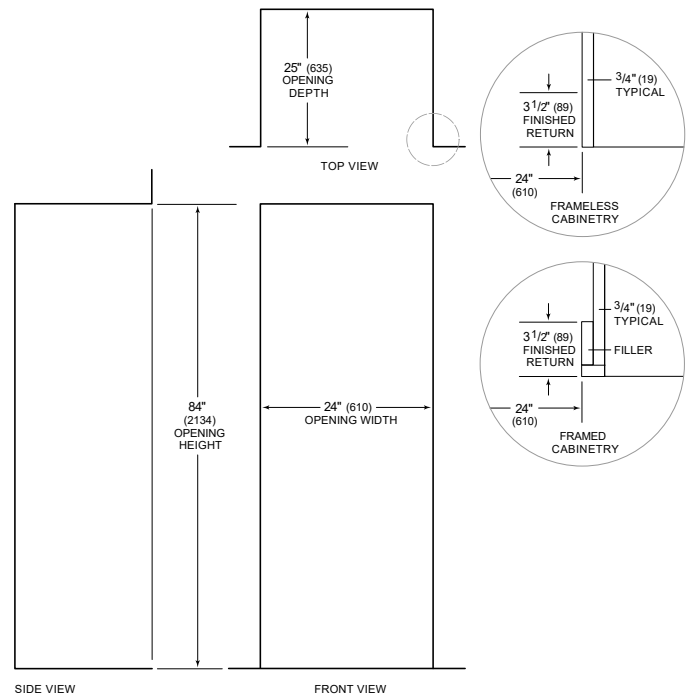 25" (635)
OPENING
DEPTH
TOP VIEW
3/4" (19)
TYPICAL
3 1/2" (89)
FINISHED
RETURN
24"
(610)
FRAMELESS
CABINETRY
84"
(2134)
OPENING
HEIGHT
24" (610)
OPENING WIDTH
3/4" (19)
TYPICAL
3 1/2" (89)
FINISHED
RETURN
FILLER
24"
(610)
FRAMED
CABINETRY
SIDE VIEW
FRONT VIEW